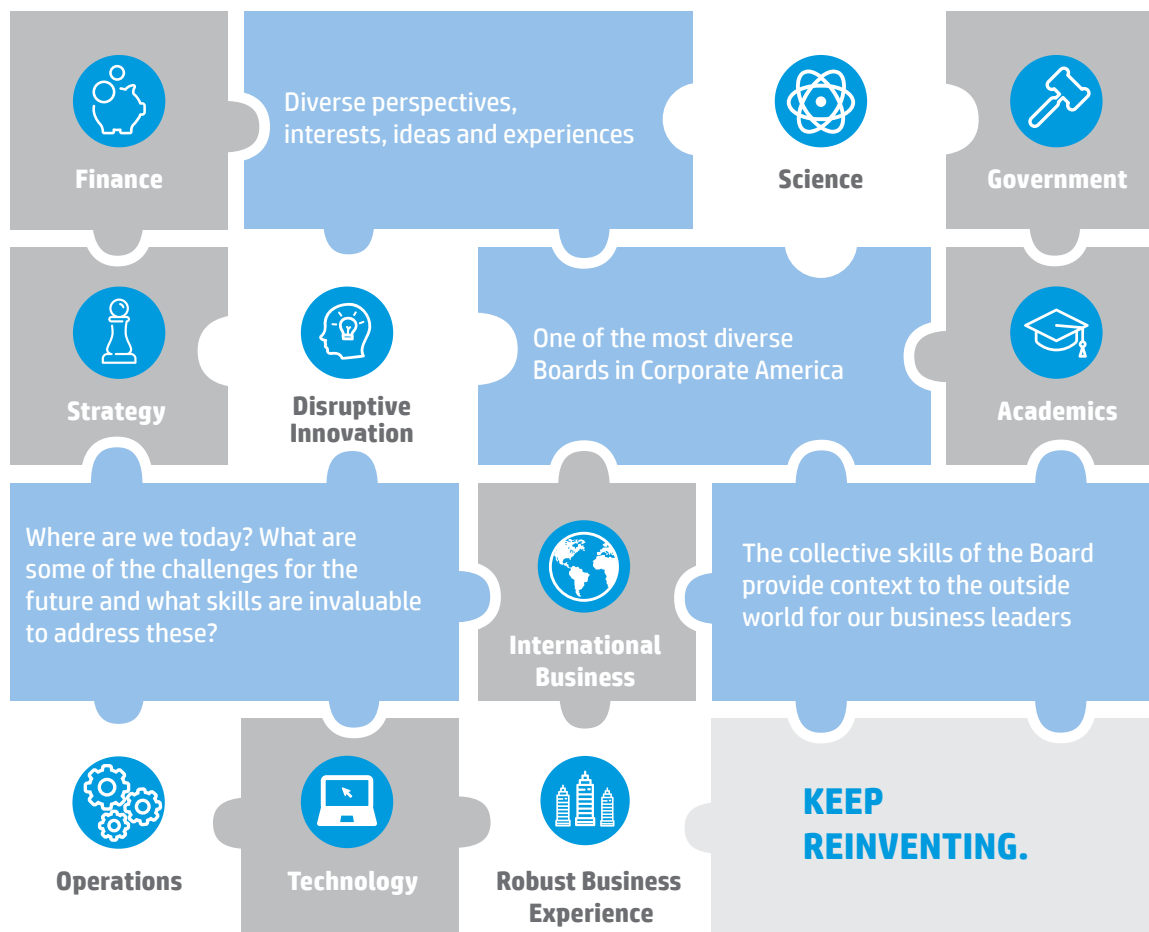 Diverse perspectives,
interests, ideas and experiences
Finance
Science
Government
One of the most diverse
Boards in Corporate America
Strategy
Disruptive
Innovation
Academics
Where are we today? What are
some of the challenges for the
future and what skills are invaluable
to address these?
International
Business
The collective skills of the Board
provide context to the outside
world for our business leaders
Operations
Technology
Robust Business
Experience
KEEP
REINVENTING.